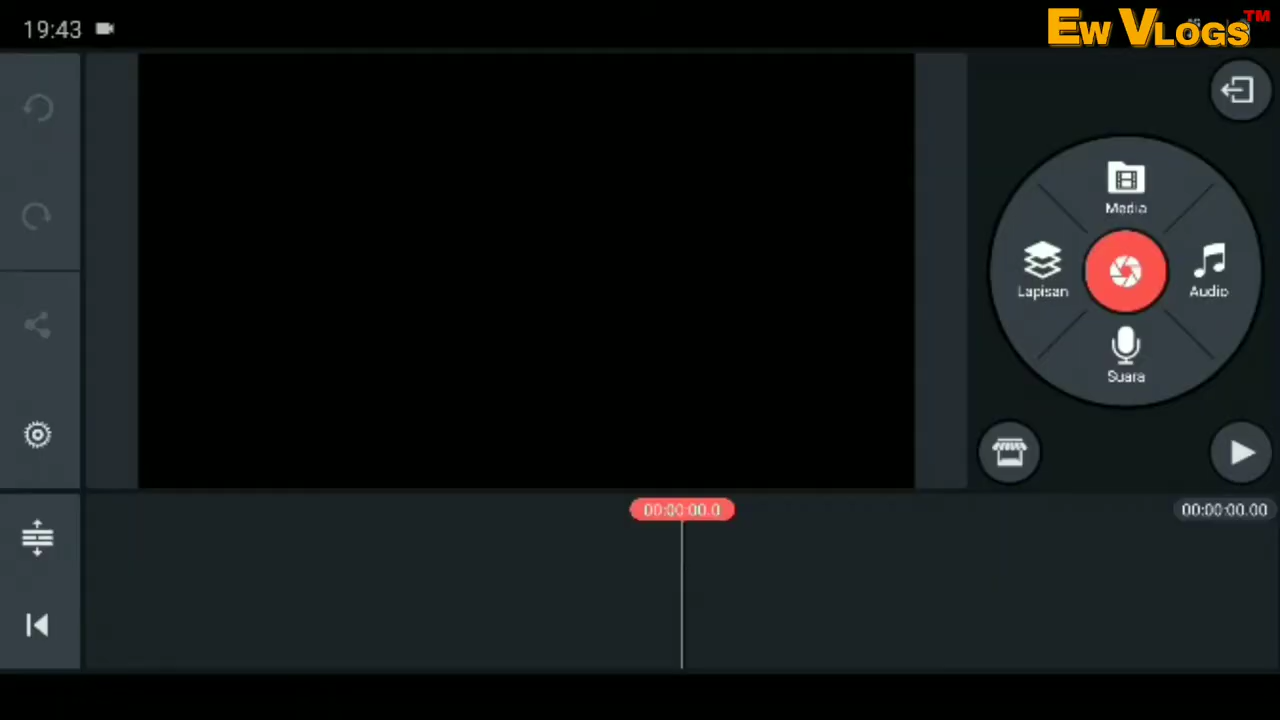 19:43
Ew Vlogs™
Media
Lapisan
Audio
Suara
00:00:00.0
00:00:00.00